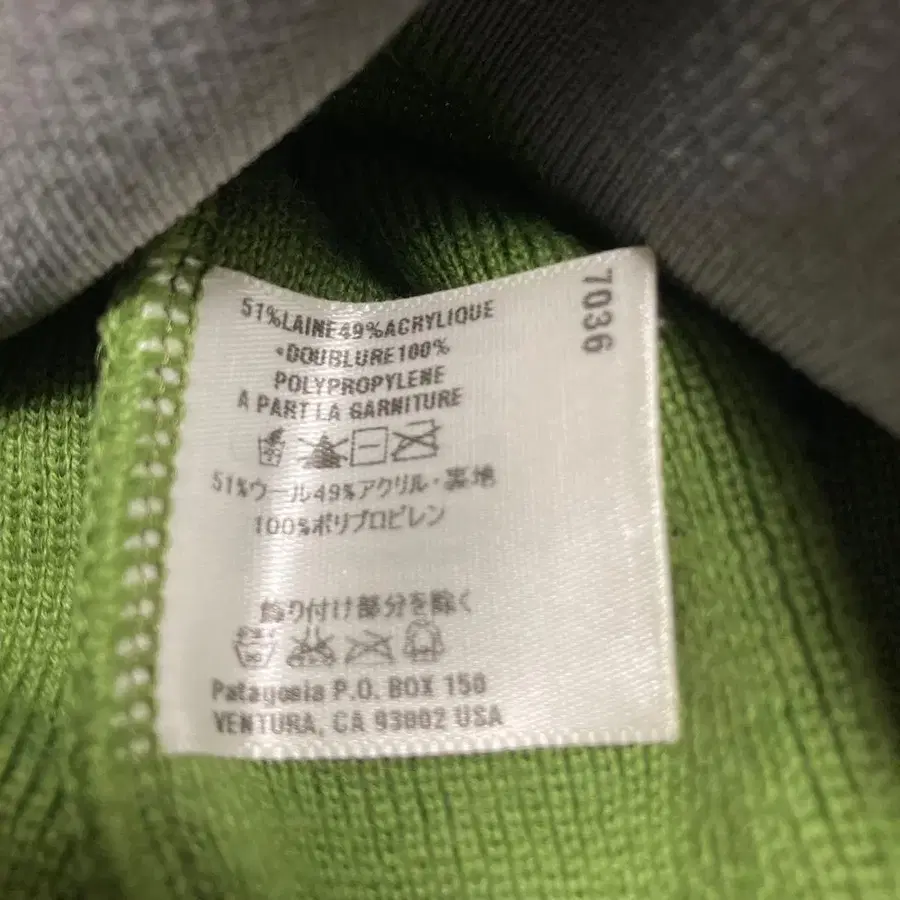 51%LAINE49%ACRYLIQUE
•DOUBLURE100%
POLYPROPYLENE
A PART LA GARNITURE
51%ウール49%アクリル・裏地
100%ポリプロピレン
飾り付け部分を除く
Patagonia P.O. BOX 150
VENTURA, CA 93002 USA
7036